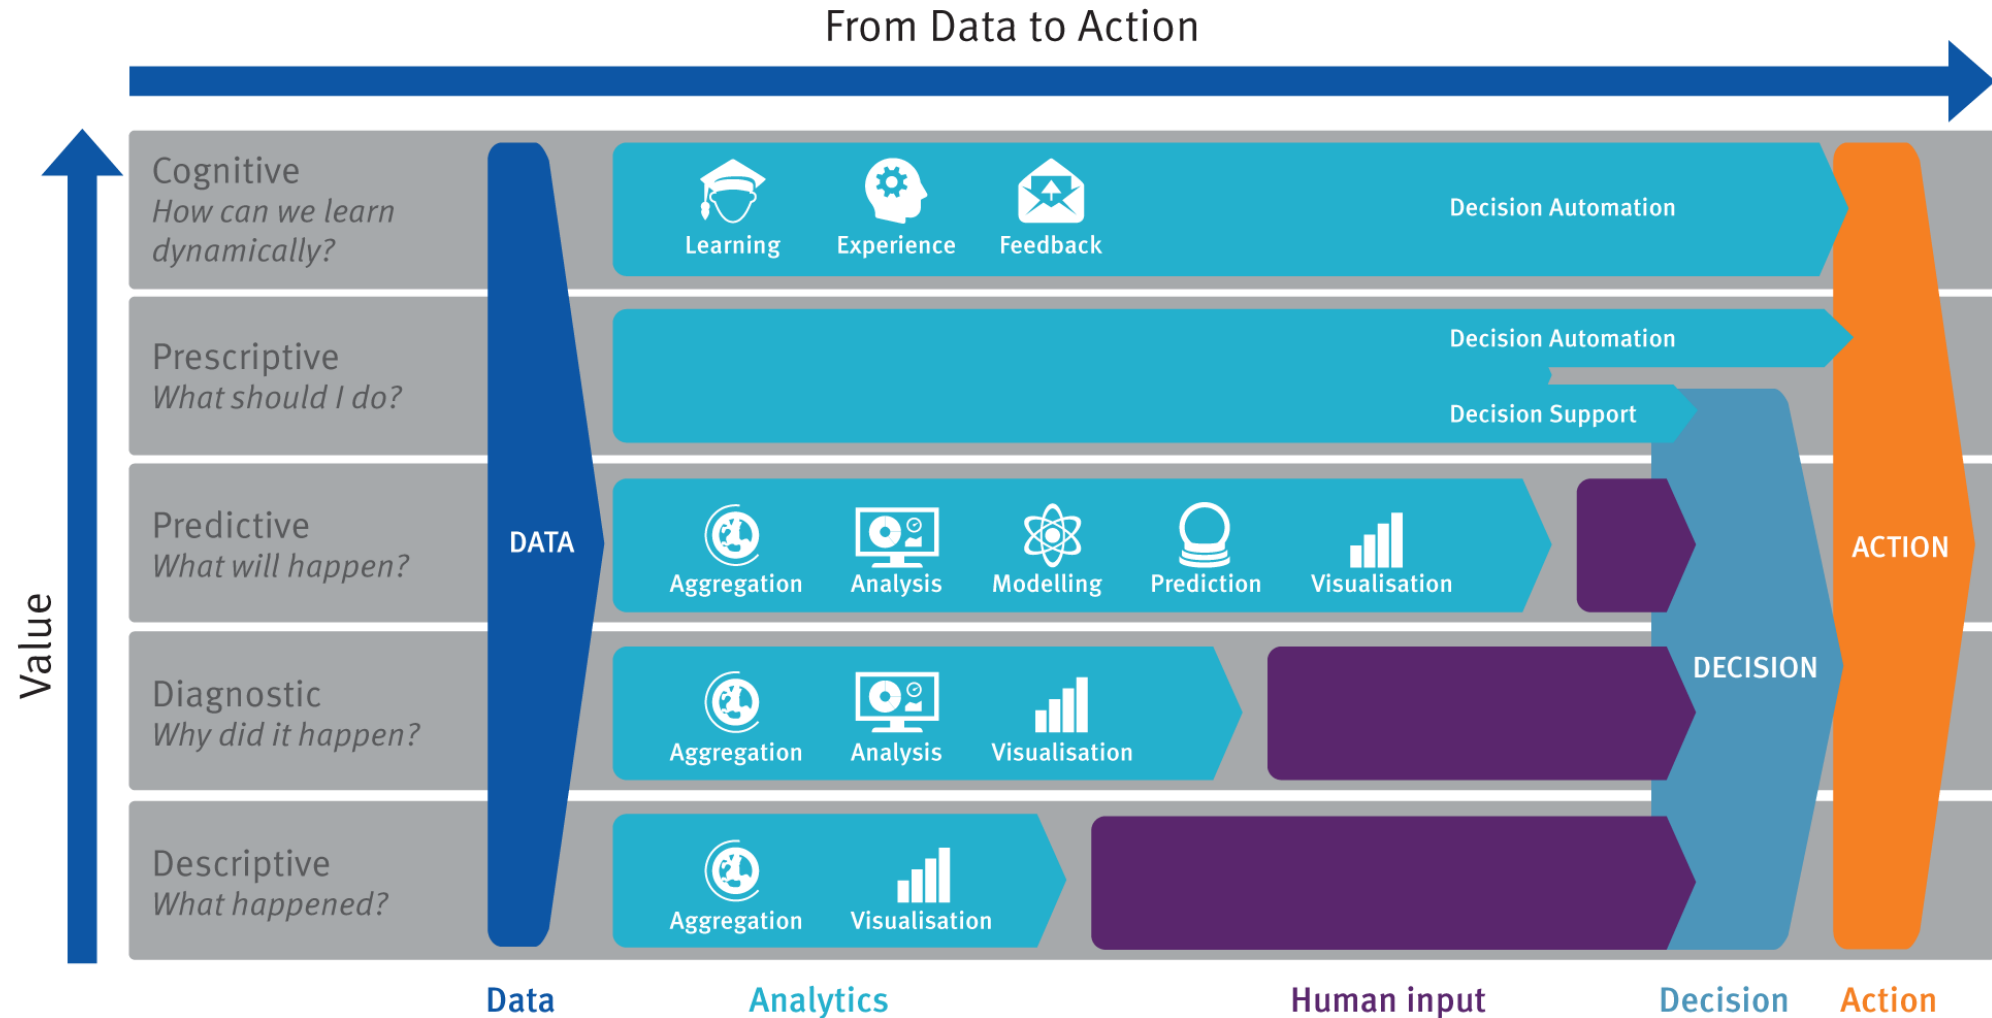 From Data to Action
Value
Cognitive
How can we learn
dynamically?
Learning
Experience
Feedback
Decision Automation
Prescriptive
What should I do?
Decision Automation
Decision Support
Predictive
What will happen?
DATA
Aggregation
Analysis
Modelling
Prediction
Visualisation
ACTION
Diagnostic
Why did it happen?
Aggregation
Analysis
Visualisation
DECISION
Descriptive
What happened?
Aggregation
Visualisation
Data
Analytics
Human input
Decision
Action